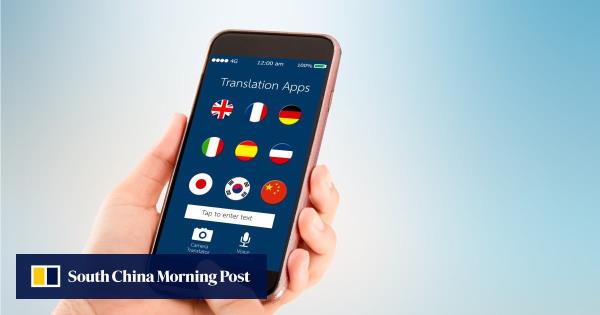 4G 12:00 am 100%
Translation Apps
Tap to enter text
Camera Voice
Translator
South China Morning Post